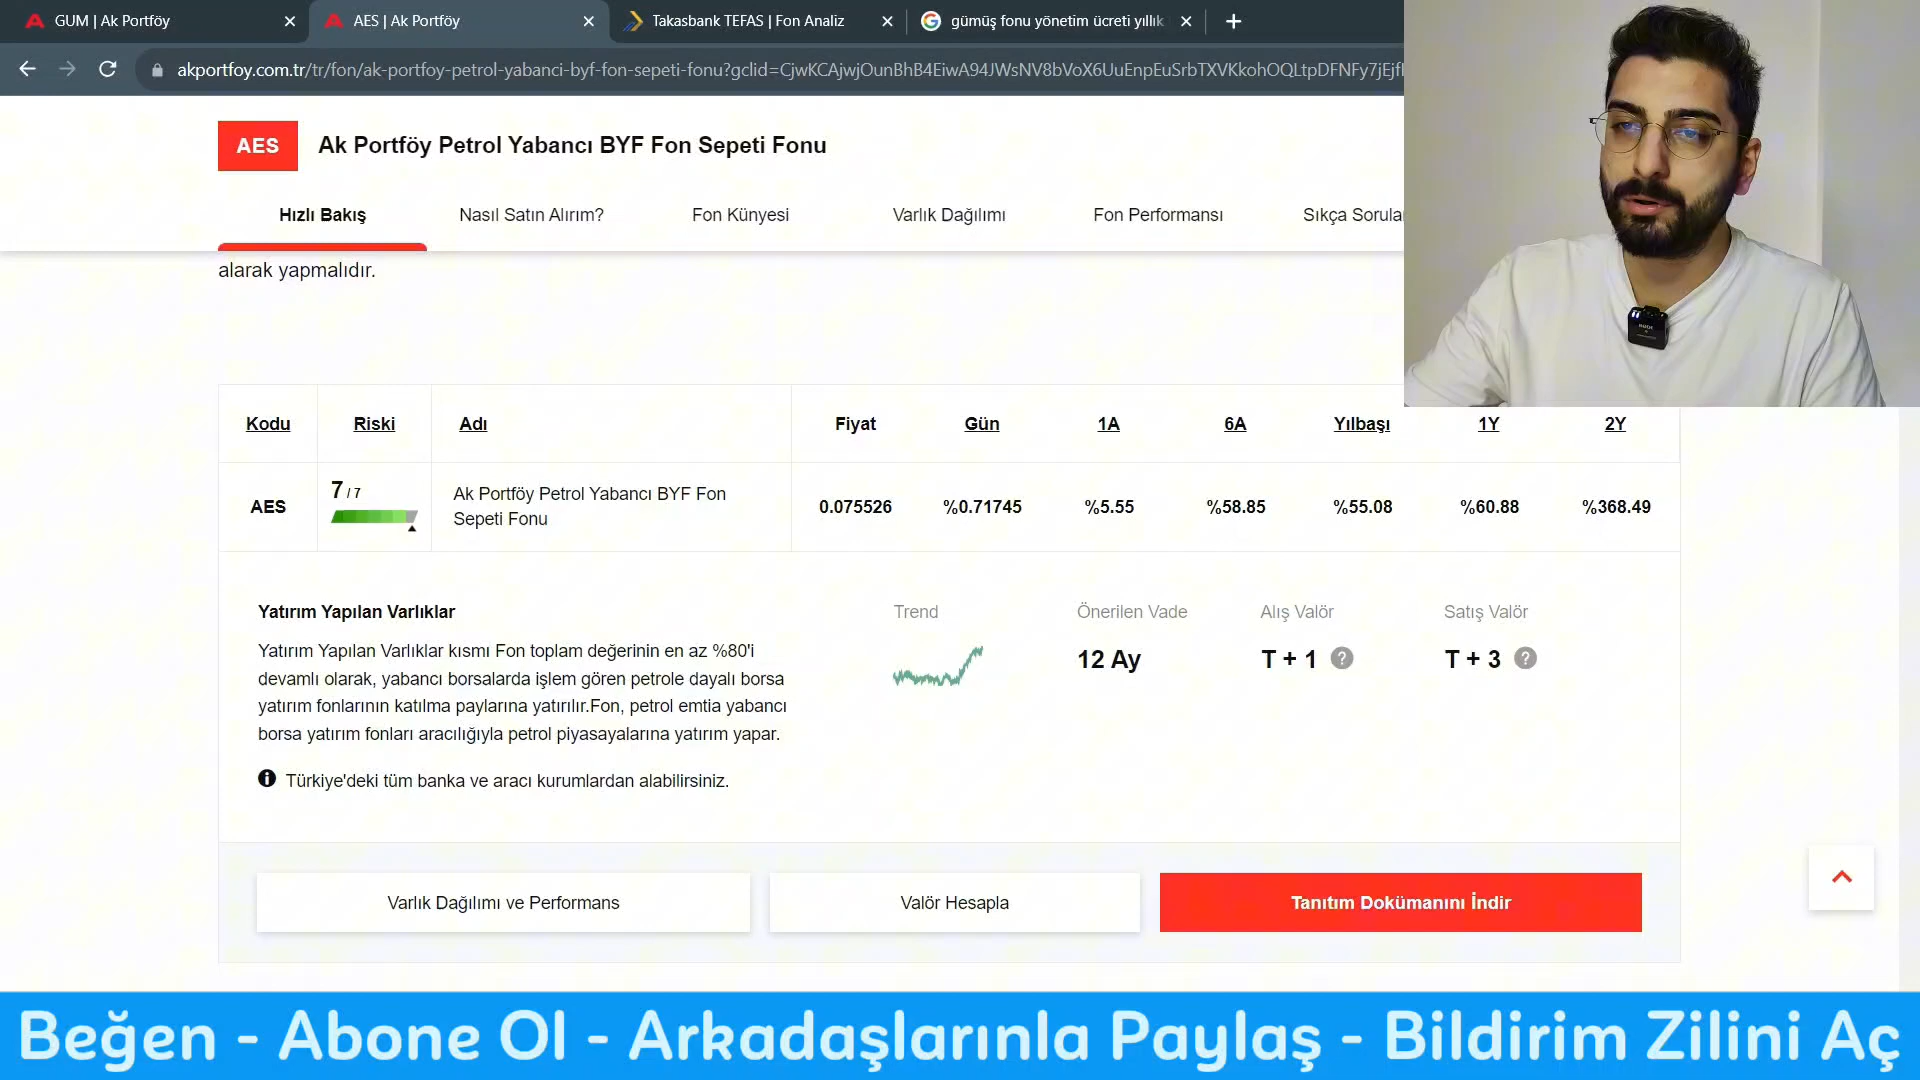 GUM | Ak Portföy
AES | Ak Portföy
Takasbank TEFAS | Fon Analiz
gümüş fonu yönetim ücreti yıllık
akportfoy.com.tr/tr/fon/ak-portfoy-petrol-yabanci-byf-fon-sepeti-fonu?gclid=
AES
Ak Portföy Petrol Yabancı BYF Fon Sepeti Fonu
Hızlı Bakış
Nasıl Satın Alırım?
Fon Künyesi
Varlık Dağılımı
Fon Performansı
Sıkça Sorula
alarak yapmalıdır.
Kodu Riski Adı Fiyat Gün 1A 6A Yılbaşı 1Y 2Y
AES 7 / 7 Ak Portföy Petrol Yabancı BYF Fon Sepeti Fonu 0.075526 %0.71745 %5.55 %58.85 %55.08 %60.88 %368.49
Yatırım Yapılan Varlıklar
Yatırım Yapılan Varlıklar kısmı Fon toplam değerinin en az %80'i
devamlı olarak, yabancı borsalarda işlem gören petrole dayalı borsa
yatırım fonlarının katılma paylarına yatırılır.Fon, petrol emtia yabancı
borsa yatırım fonları aracılığıyla petrol piyasayalarına yatırım yapar.
Türkiye'deki tüm banka ve aracı kurumlardan alabilirsiniz.
Trend
Önerilen Vade
12 Ay
Alış Valör
T + 1 ?
Satış Valör
T + 3 ?
Varlık Dağılımı ve Performans
Valör Hesapla
Tanıtım Dokümanını İndir
Beğen - Abone Ol - Arkadaşlarınla Paylaş - Bildirim Zilini Aç